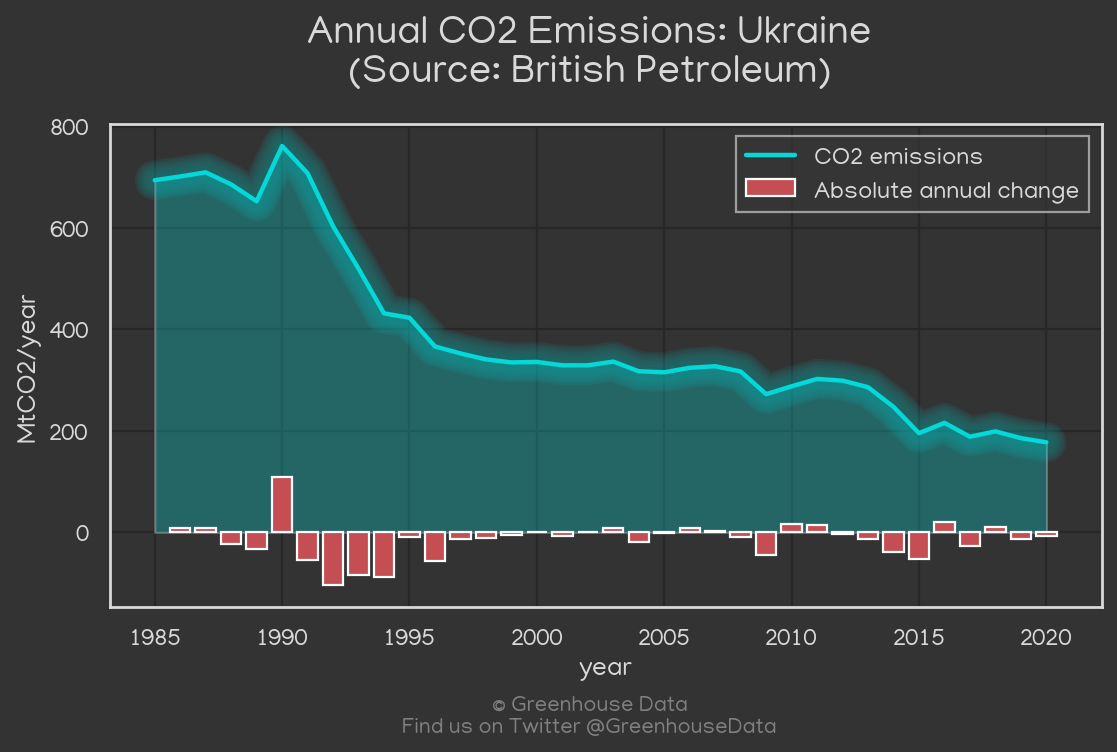 Annual CO2 Emissions: Ukraine
(Source: British Petroleum)
800
600
400
200
0
MtCO2/year
CO2 emissions
Absolute annual change
1985 1990 1995 2000 2005 2010 2015 2020
year
© Greenhouse Data
Find us on Twitter @GreenhouseData